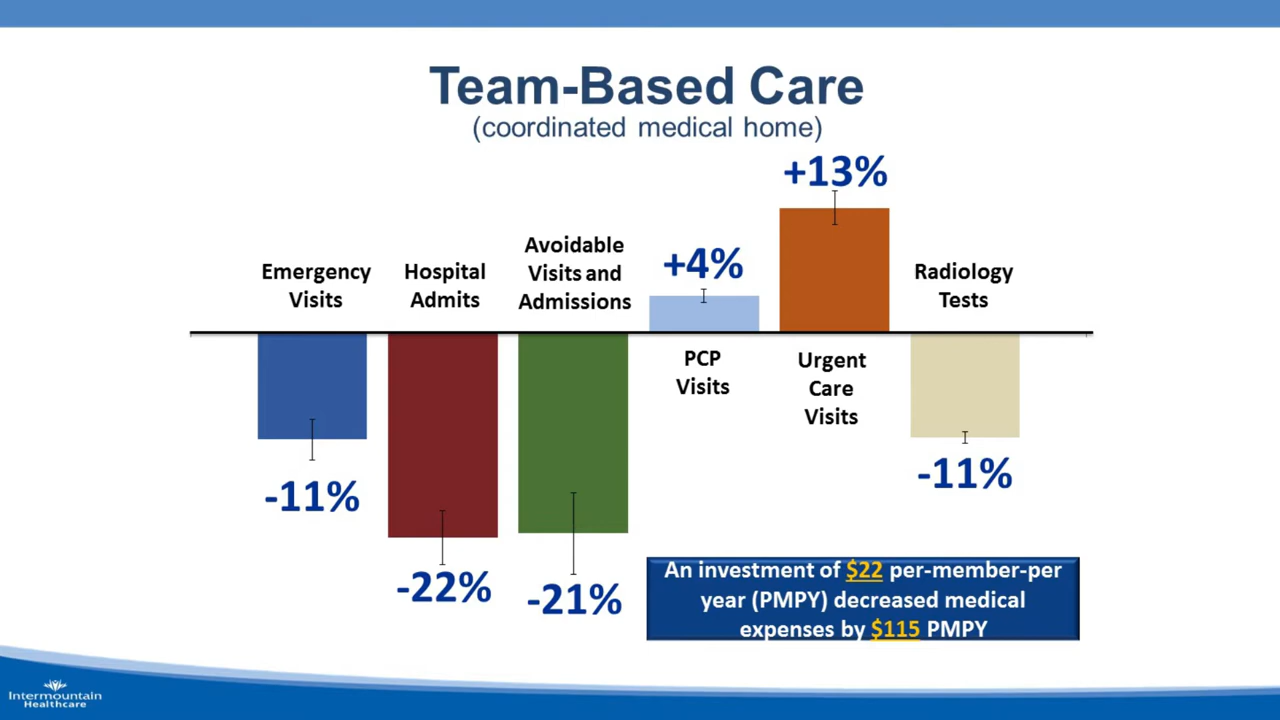 Team-Based Care
(coordinated medical home)
+13%
Emergency
Visits
Hospital
Admits
Avoidable
Visits and
Admissions
+4%
Radiology
Tests
PCP
Visits
Urgent
Care
Visits
-11%
-22%
-21%
-11%
An investment of $22 per-member-per
year (PMPY) decreased medical
expenses by $115 PMPY
Intermountain
Healthcare